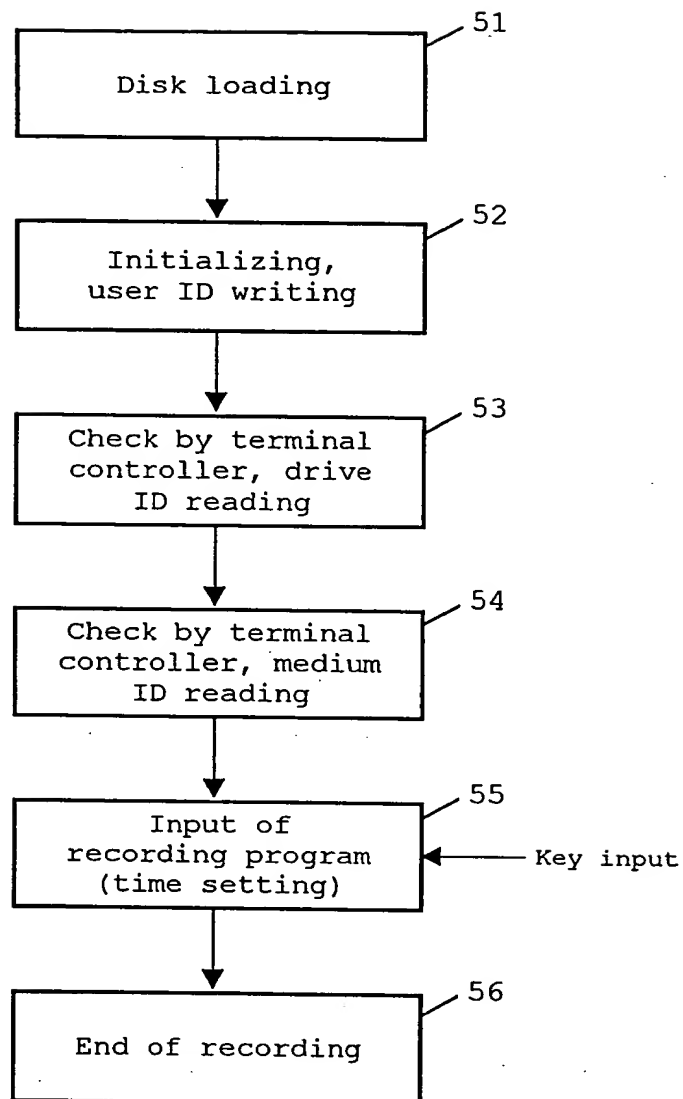 51
Disk loading
52
Initializing,
user ID writing
53
Check by terminal
controller, drive
ID reading
54
Check by terminal
controller, medium
ID reading
55
Input of
recording program
(time setting)
Key input
56
End of recording